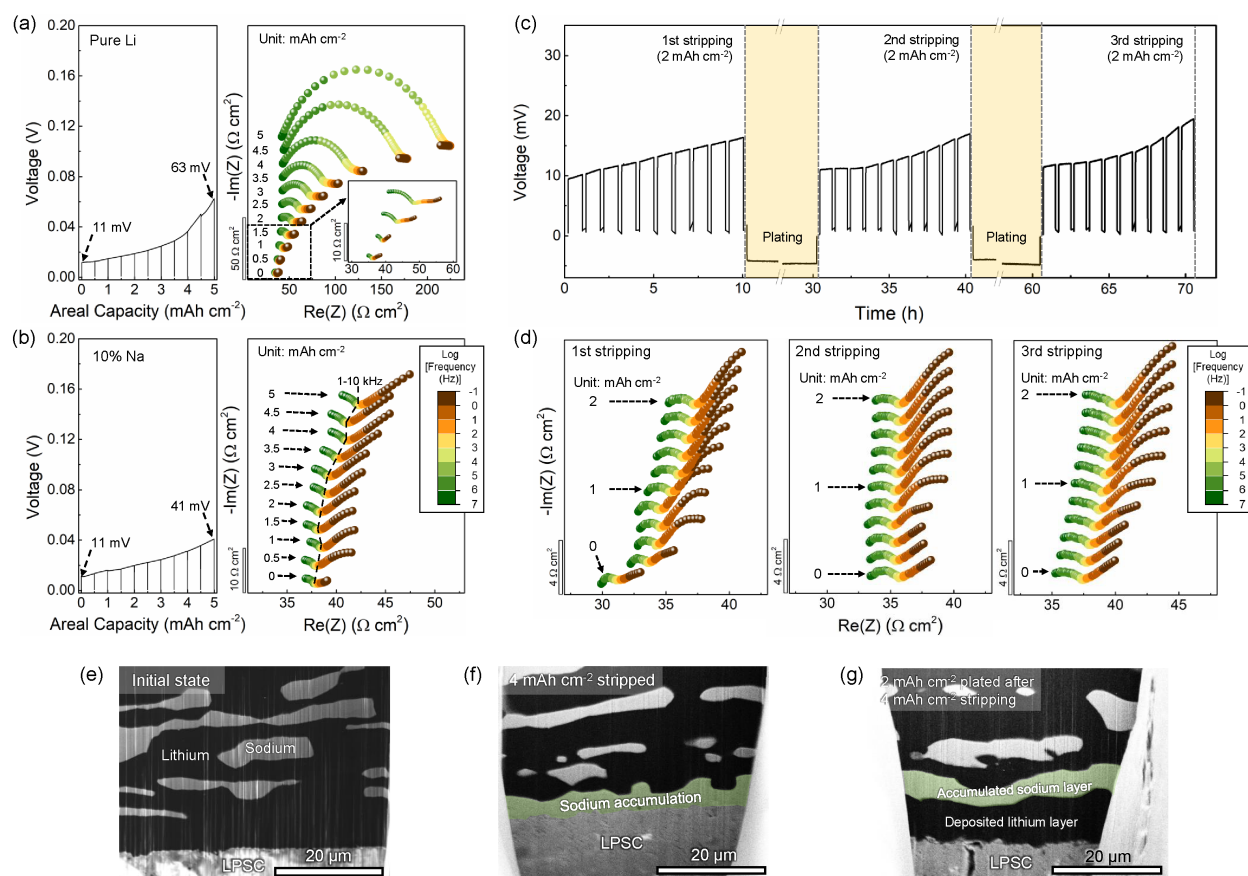 (a)
Pure Li
Voltage (V)
0.20
0.16
0.12
0.08
0.04
0.00
63 mV
11 mV
0 1 2 3 4 5
Areal Capacity (mAh cm-2)
Unit: mAh cm-2
-Im(Z) (Ω cm2)
5
4.5
4
3.5
3
2.5
2
1.5
1
0.5
0
50 Ω cm2
10 Ω cm2
30 40 50 60
50 100 150 200
Re(Z) (Ω cm2)
(b)
10% Na
Voltage (V)
0.20
0.16
0.12
0.08
0.04
0.00
41 mV
11 mV
0 1 2 3 4 5
Areal Capacity (mAh cm-2)
Unit: mAh cm-2
1-10 kHz
-Im(Z) (Ω cm2)
5
4.5
4
3.5
3
2.5
2
1.5
1
0.5
0
10 Ω cm2
35 40 45 50
Re(Z) (Ω cm2)
Log
[Frequency
(Hz)]
-1
0
1
2
3
4
5
6
7
(c)
Voltage (mV)
30
20
10
0
1st stripping
(2 mAh cm-2)
2nd stripping
(2 mAh cm-2)
3rd stripping
(2 mAh cm-2)
Plating
Plating
0 5 10 30 35 40 60 65 70
Time (h)
(d)
-Im(Z) (Ω cm2)
1st stripping
Unit: mAh cm-2
2
1
0
4 Ω cm2
30 35 40
2nd stripping
Unit: mAh cm-2
2
1
0
4 Ω cm2
25 30 35 40
Re(Z) (Ω cm2)
3rd stripping
Unit: mAh cm-2
2
1
0
4 Ω cm2
35 40 45
Log
[Frequency
(Hz)]
-1
0
1
2
3
4
5
6
7
(e)
Initial state
Lithium
Sodium
LPSC
20 µm
(f)
4 mAh cm-2 stripped
Sodium accumulation
LPSC
20 µm
(g)
2 mAh cm-2 plated after
4 mAh cm-2 stripping
Accumulated sodium layer
Deposited lithium layer
LPSC
20 µm